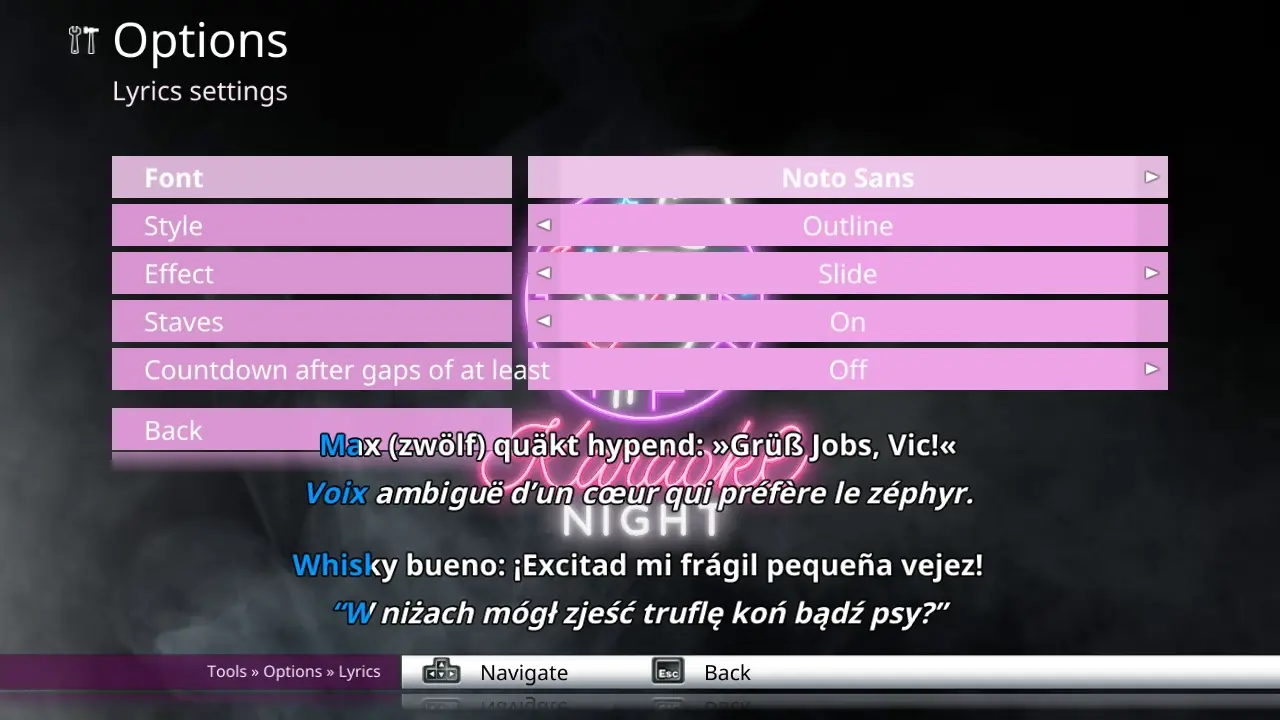 Options
Lyrics settings
Font Noto Sans
Style Outline
Effect Slide
Staves On
Countdown after gaps of at least Off
Back
Max (zwölf) quäkt hypend: »Grüß Jobs, Vic!«
Karaoke
Voix ambiguë d’un cœur qui préfère le zéphyr.
NIGHT
Whisky bueno: ¡Excitad mi frágil pequeña vejez!
“W niżach mógł zjeść truflę koń bądź psy?”
Tools » Options » Lyrics
Navigate
Esc Back